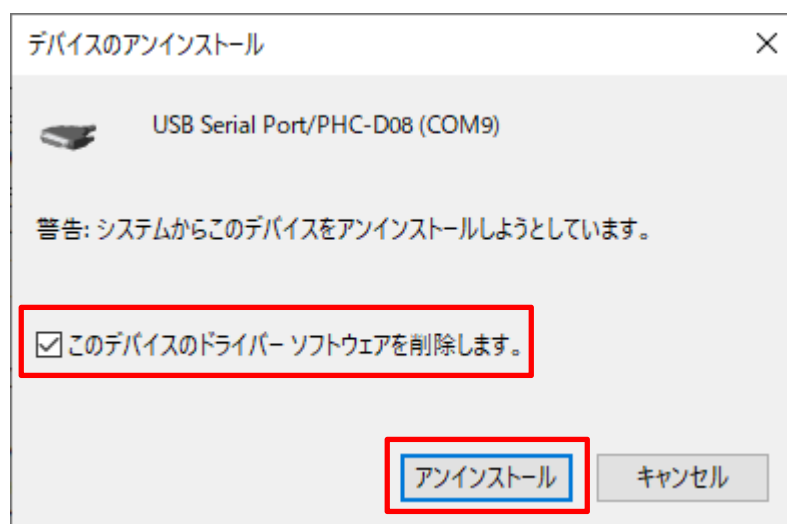 デバイスのアンインストール
USB Serial Port/PHC-D08 (COM9)
警告: システムからこのデバイスをアンインストールしようとしています。
このデバイスのドライバー ソフトウェアを削除します。
アンインストール キャンセル